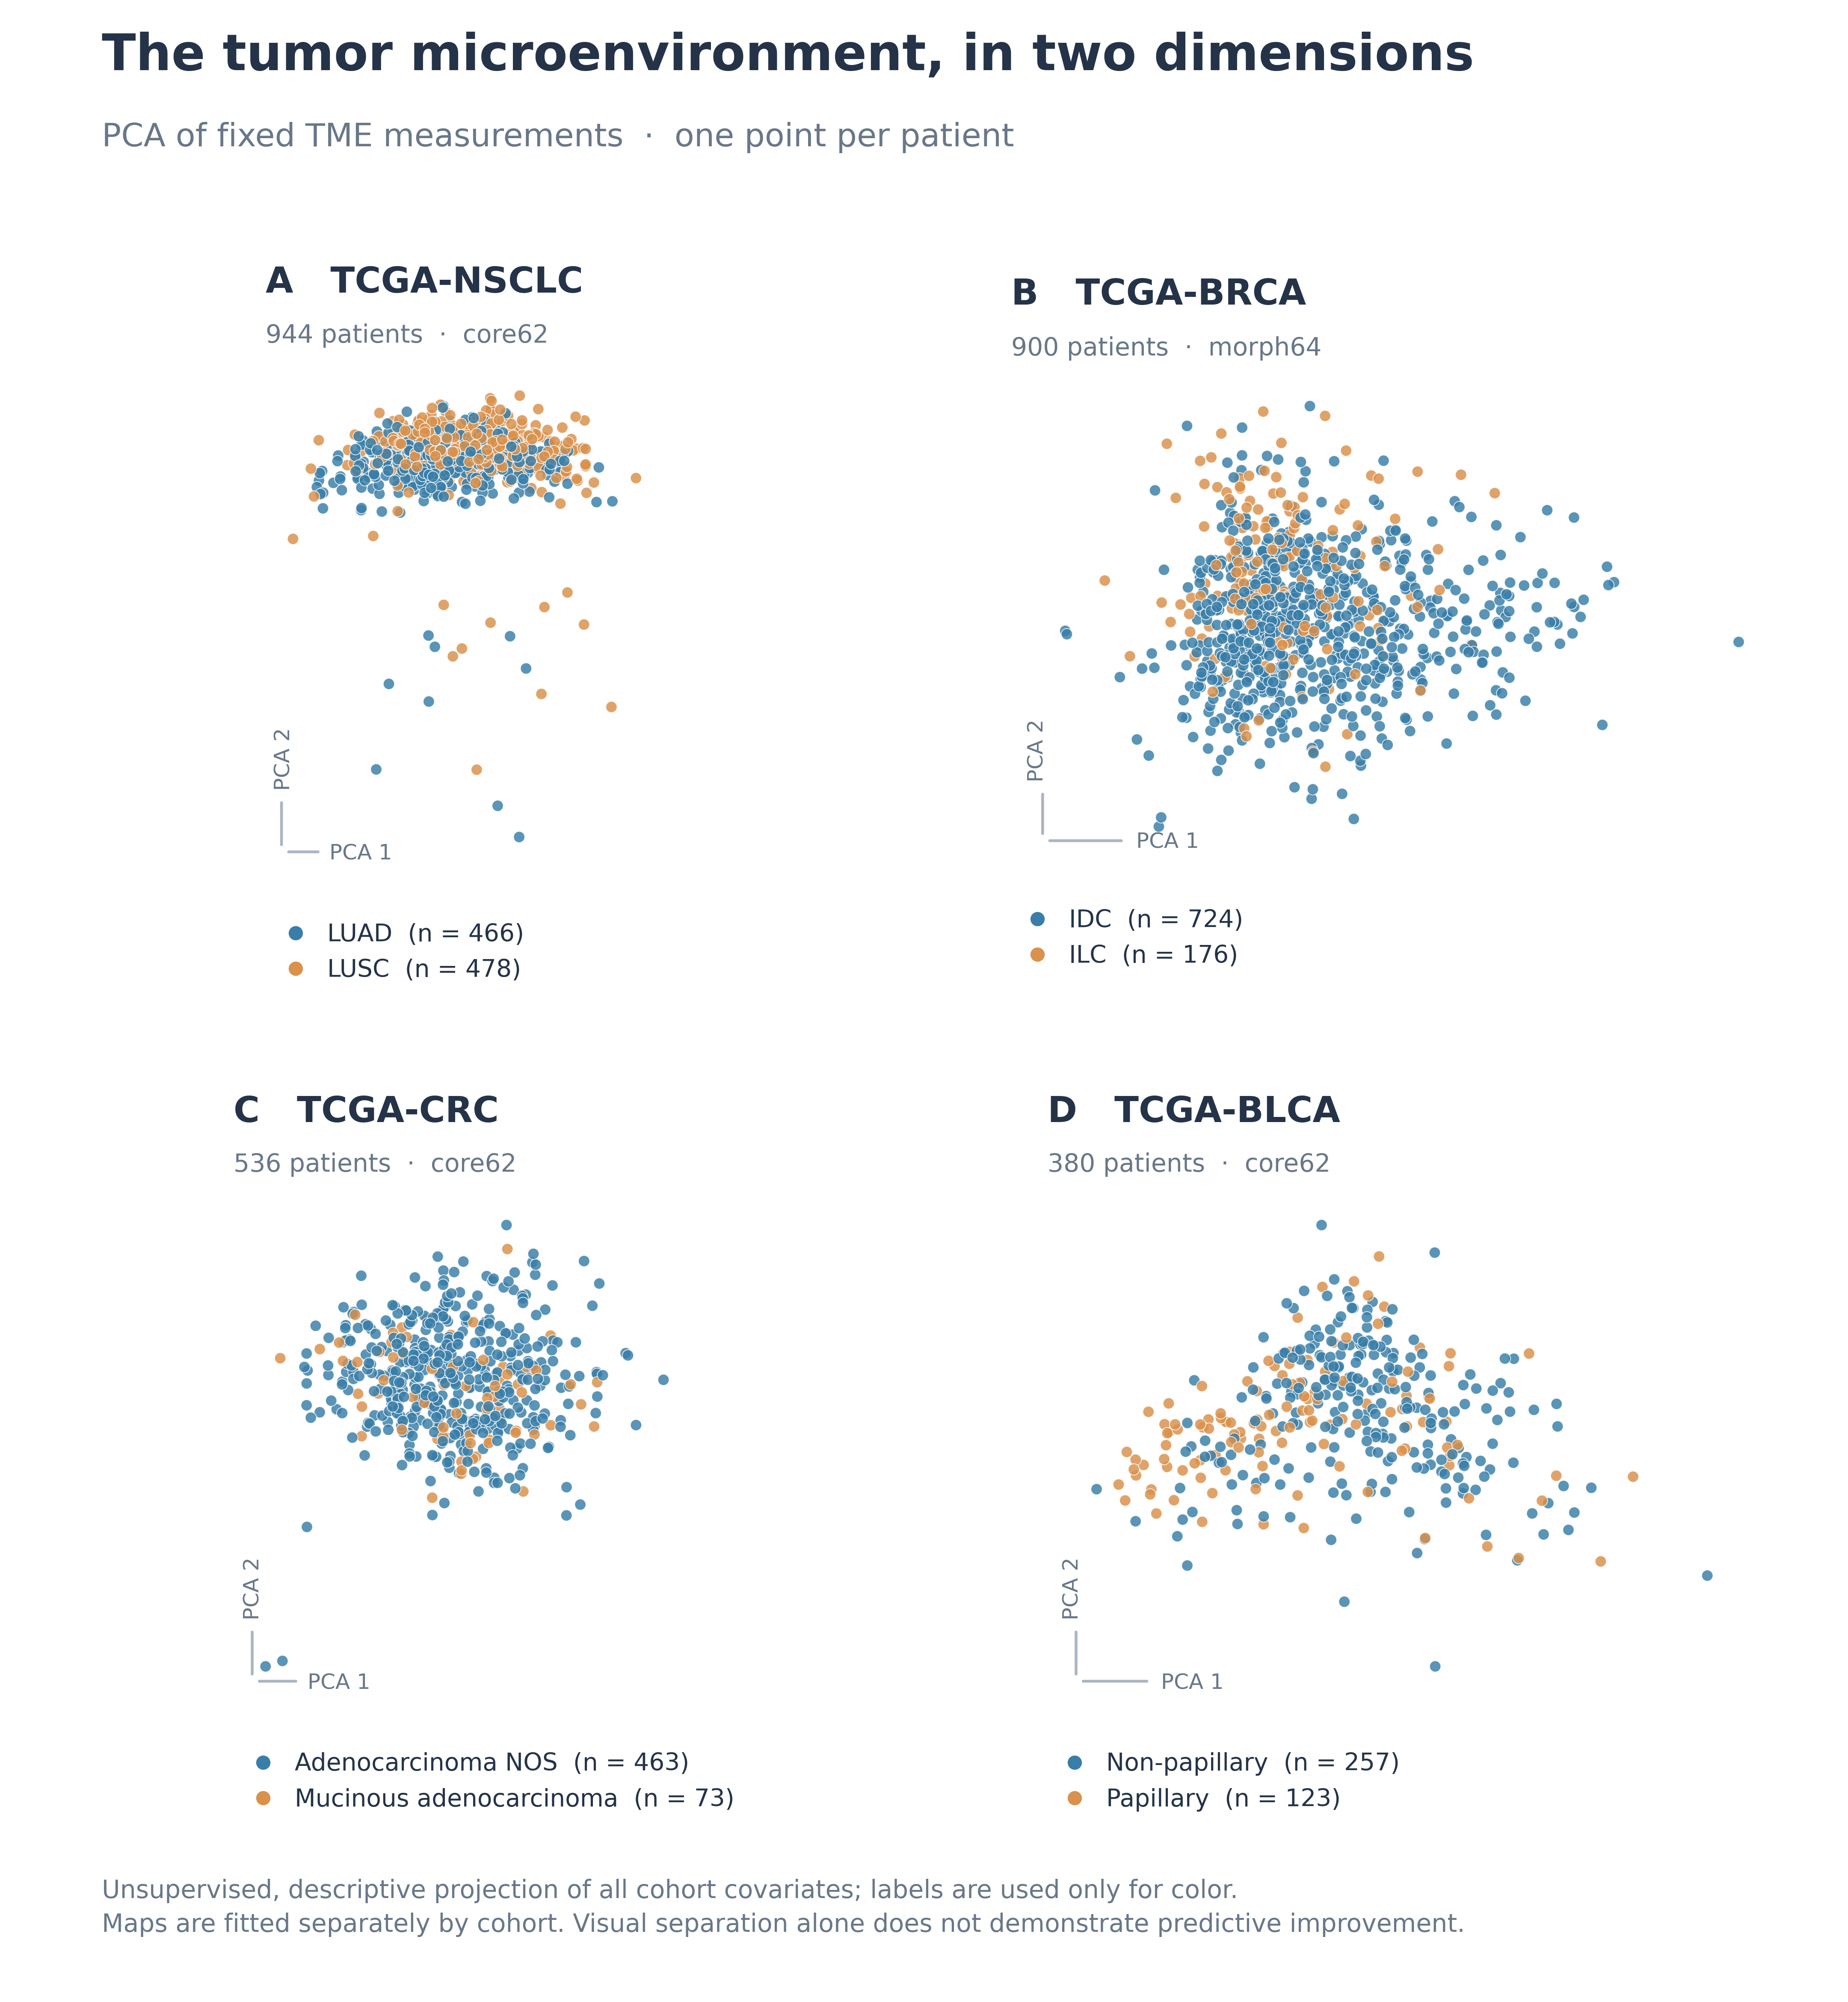 The tumor microenvironment, in two dimensions
PCA of fixed TME measurements · one point per patient
A TCGA-NSCLC
944 patients · core62
PCA 2
PCA 1
LUAD (n = 466)
LUSC (n = 478)
B TCGA-BRCA
900 patients · morph64
PCA 2
PCA 1
IDC (n = 724)
ILC (n = 176)
C TCGA-CRC
536 patients · core62
PCA 2
PCA 1
Adenocarcinoma NOS (n = 463)
Mucinous adenocarcinoma (n = 73)
D TCGA-BLCA
380 patients · core62
PCA 2
PCA 1
Non-papillary (n = 257)
Papillary (n = 123)
Unsupervised, descriptive projection of all cohort covariates; labels are used only for color.
Maps are fitted separately by cohort. Visual separation alone does not demonstrate predictive improvement.